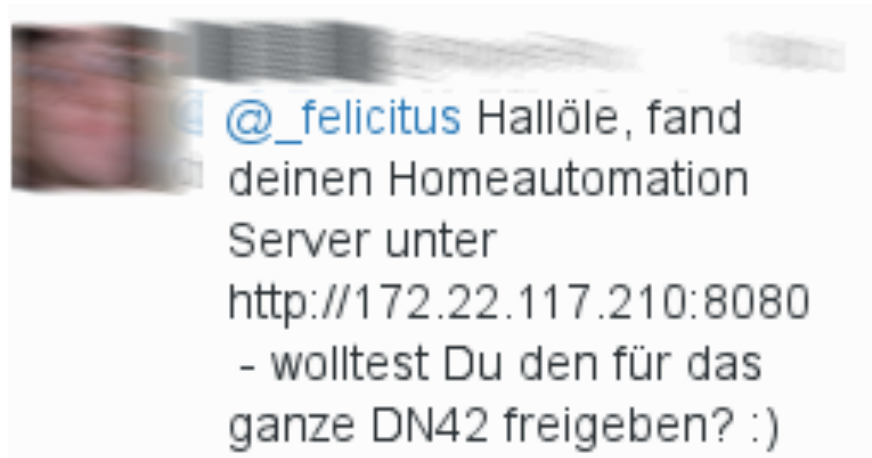 @_felicitus Hallöle, fand
deinen Homeautomation
Server unter
http://172.22.117.210:8080
- wolltest Du den für das
ganze DN42 freigeben? :)